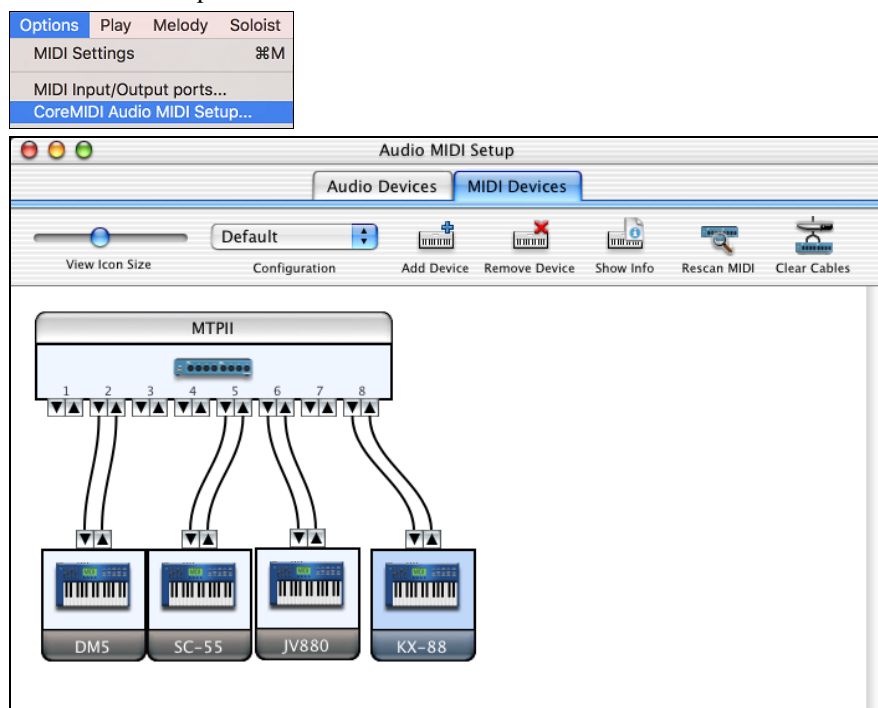 Options Play Melody Soloist
MIDI Settings ⌘M
MIDI Input/Output ports...
CoreMIDI Audio MIDI Setup...
Audio MIDI Setup
Audio Devices MIDI Devices
Default
View Icon Size Configuration Add Device Remove Device Show Info Rescan MIDI Clear Cables
MTPII
1 2 3 4 5 6 7 8
DM5 SC-55 JV880 KX-88